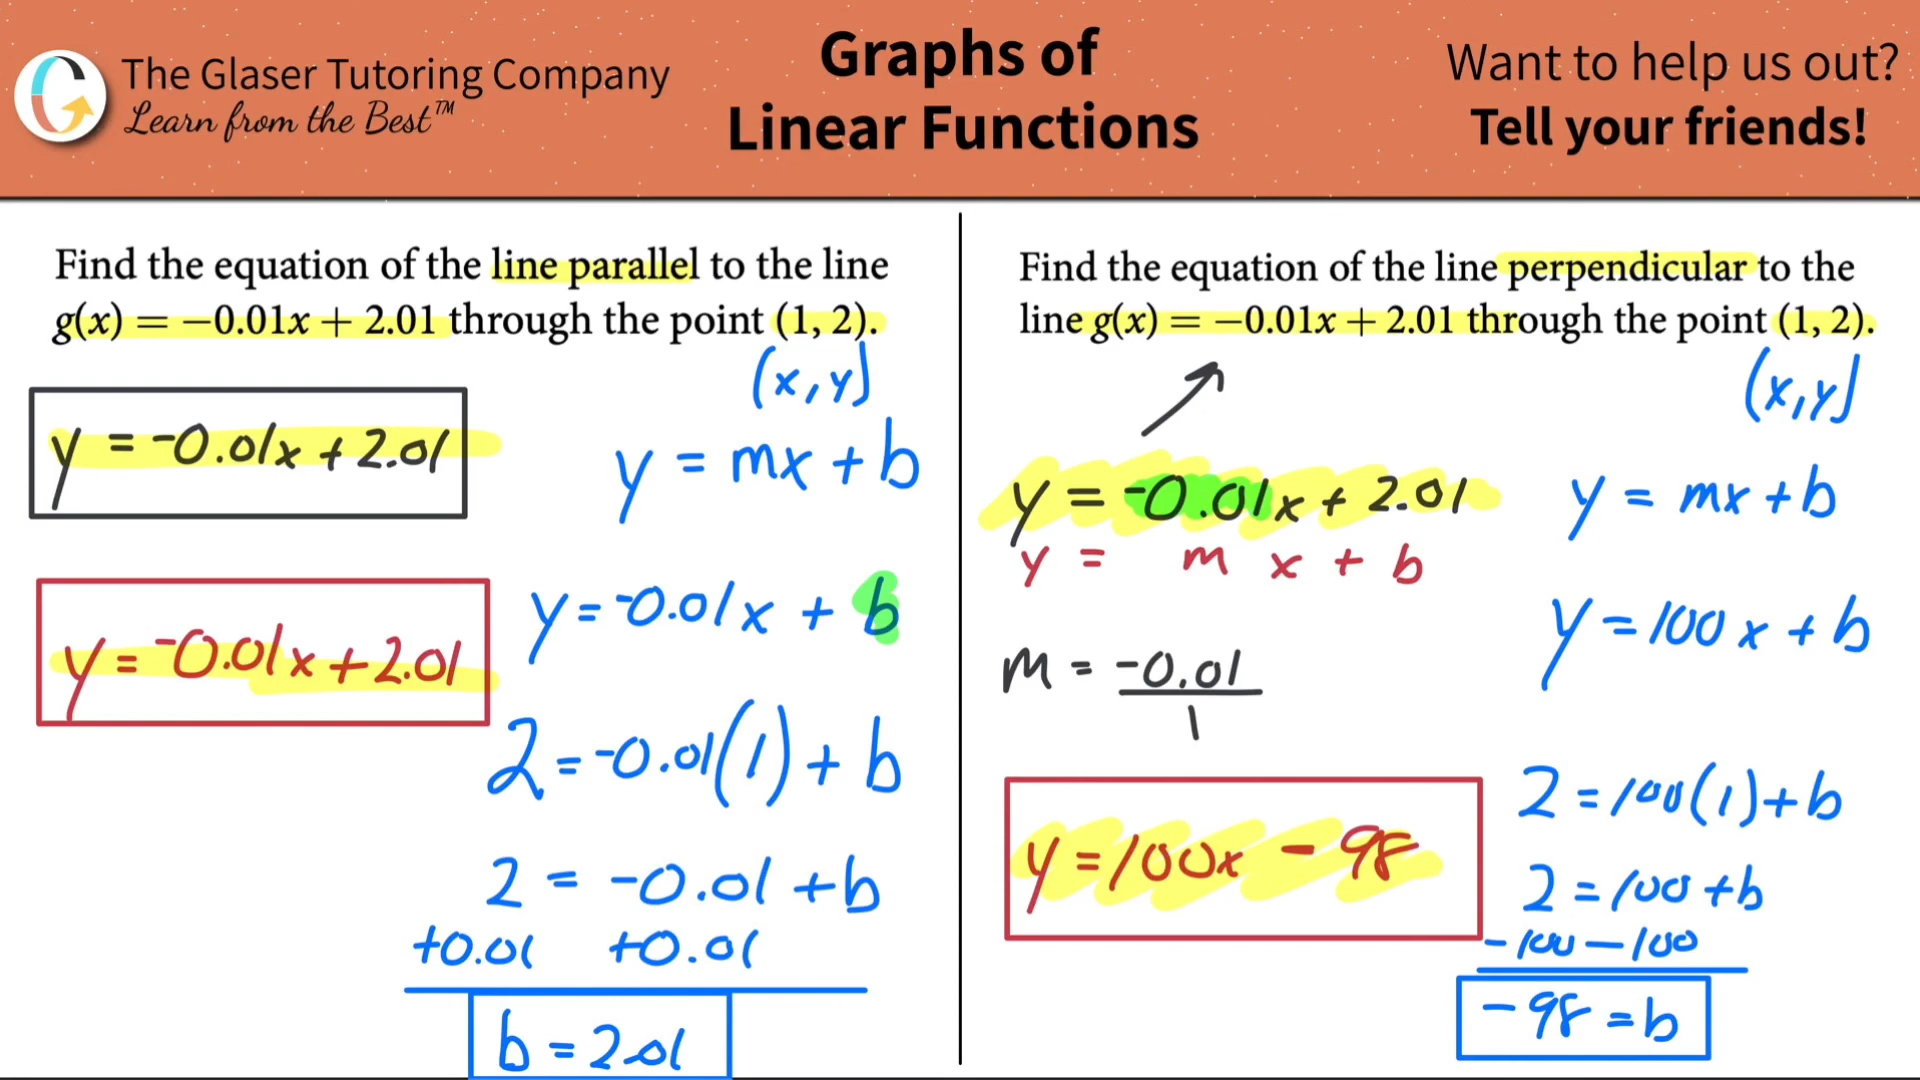 The Glaser Tutoring Company
Learn from the Best™
Graphs of
Linear Functions
Want to help us out?
Tell your friends!
Find the equation of the line parallel to the line
g(x) = −0.01x + 2.01 through the point (1, 2).
(x, y)
y = -0.01x + 2.01
y = mx + b
y = -0.01x + b
y = -0.01x + 2.01
2 = -0.01(1) + b
2 = -0.01 + b
+0.01 +0.01
b = 2.01
Find the equation of the line perpendicular to the
line g(x) = −0.01x + 2.01 through the point (1, 2).
(x, y)
y = -0.01x + 2.01
y = m x + b
y = mx + b
y = 100x + b
m = -0.01
1
2 = 100(1) + b
y = 100x - 98
2 = 100 + b
-100 -100
-98 = b